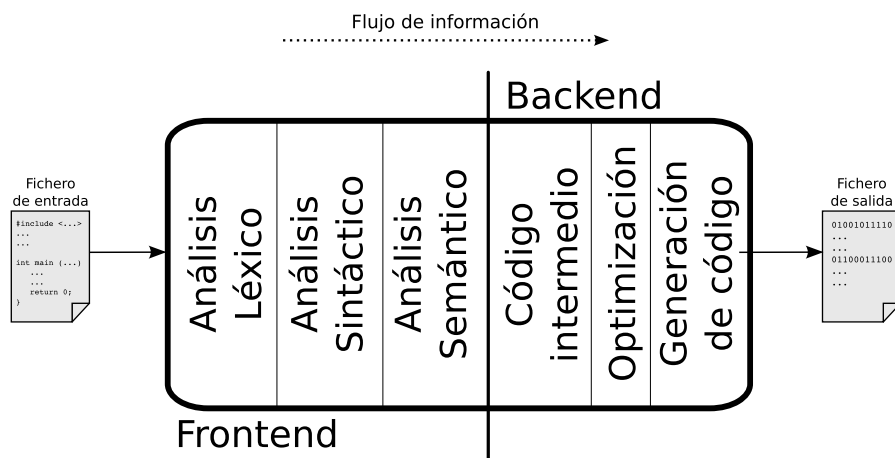 Flujo de información
Backend
Fichero
de entrada
#include <...>
...
...
int main (...)
...
...
return 0;
}
Análisis
Léxico
Análisis
Sintáctico
Análisis
Semántico
Código
intermedio
Optimización
Generación
de código
Fichero
de salida
01001011110
...
...
01100011100
...
...
Frontend